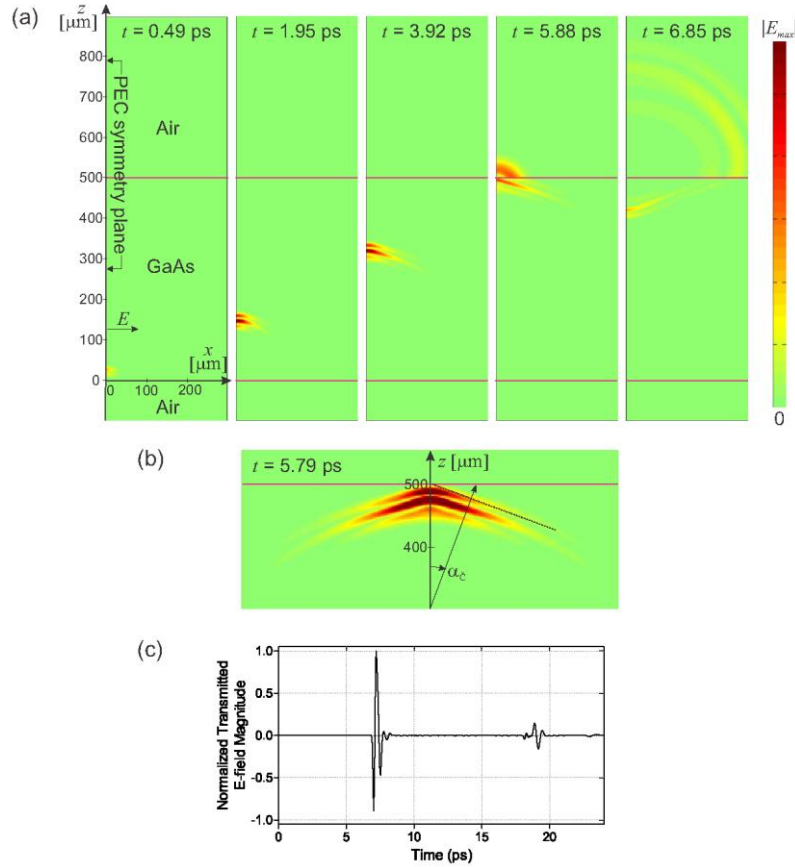 (a)
z
[μm]
t = 0.49 ps
t = 1.95 ps
t = 3.92 ps
t = 5.88 ps
t = 6.85 ps
|Emax|
800
700
600
500
400
300
200
100
0
PEC symmetry plane
Air
GaAs
E
x
[μm]
0 100 200
Air
0
(b)
t = 5.79 ps
z [μm]
500
400
αĈ
(c)
Normalized Transmitted
E-field Magnitude
1.0
0.5
0.0
-0.5
-1.0
0 5 10 15 20
Time (ps)